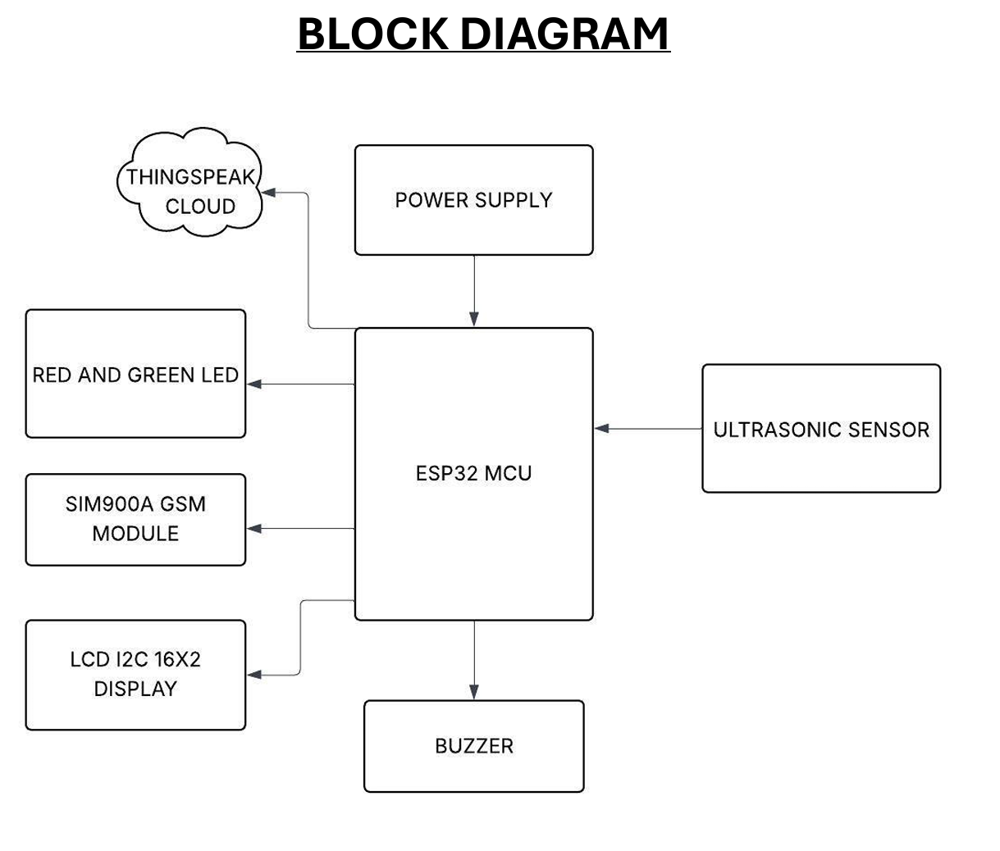 BLOCK DIAGRAM
THINGSPEAK
CLOUD
POWER SUPPLY
RED AND GREEN LED
ULTRASONIC SENSOR
ESP32 MCU
SIM900A GSM
MODULE
LCD I2C 16X2
DISPLAY
BUZZER